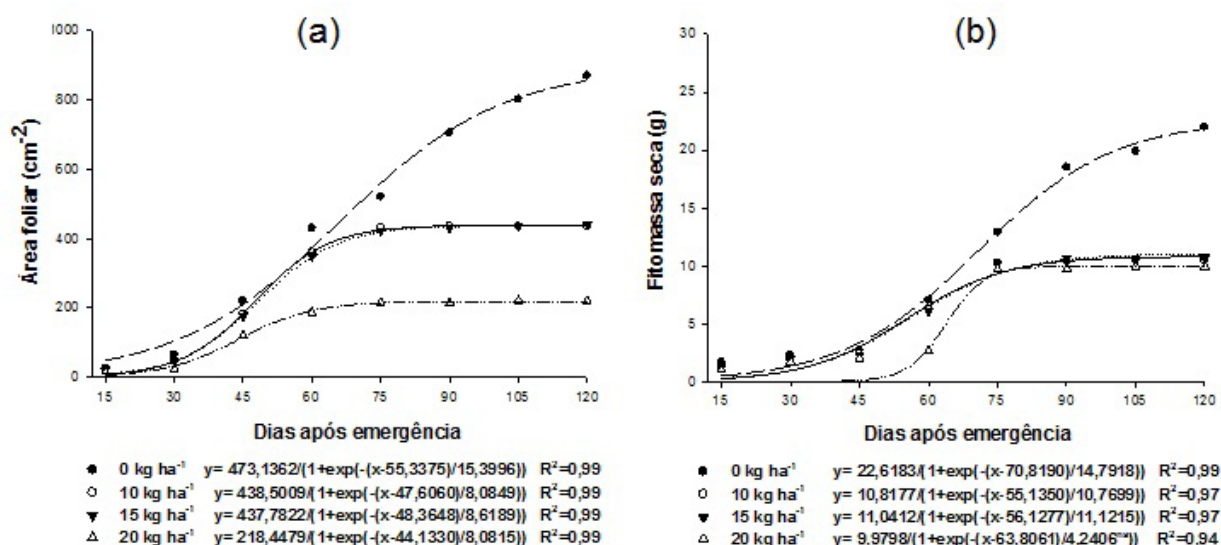 (a)
1000
800
600
400
200
0
Área foliar (cm⁻²)
15 30 45 60 75 90 105 120
Dias após emergência
0 kg ha⁻¹ y= 473,1362/(1+exp(-(x-55,3375)/15,3996)) R²=0,99
10 kg ha⁻¹ y= 438,5009/(1+exp(-(x-47,6060)/8,0849)) R²=0,99
15 kg ha⁻¹ y= 437,7822/(1+exp(-(x-48,3648)/8,6189)) R²=0,99
20 kg ha⁻¹ y= 218,4479/(1+exp(-(x-44,1330)/8,0815)) R²=0,99
(b)
30
25
20
15
10
5
0
Fitomassa seca (g)
15 30 45 60 75 90 105 120
Dias após emergência
0 kg ha⁻¹ y= 22,6183/(1+exp(-(x-70,8190)/14,7918)) R²=0,99
10 kg ha⁻¹ y= 10,8177/(1+exp(-(x-55,1350)/10,7699)) R²=0,97
15 kg ha⁻¹ y= 11,0412/(1+exp(-(x-56,1277)/11,1215)) R²=0,97
20 kg ha⁻¹ y= 9,9798/(1+exp(-(x-63,8061)/4,2406 R²=0,94